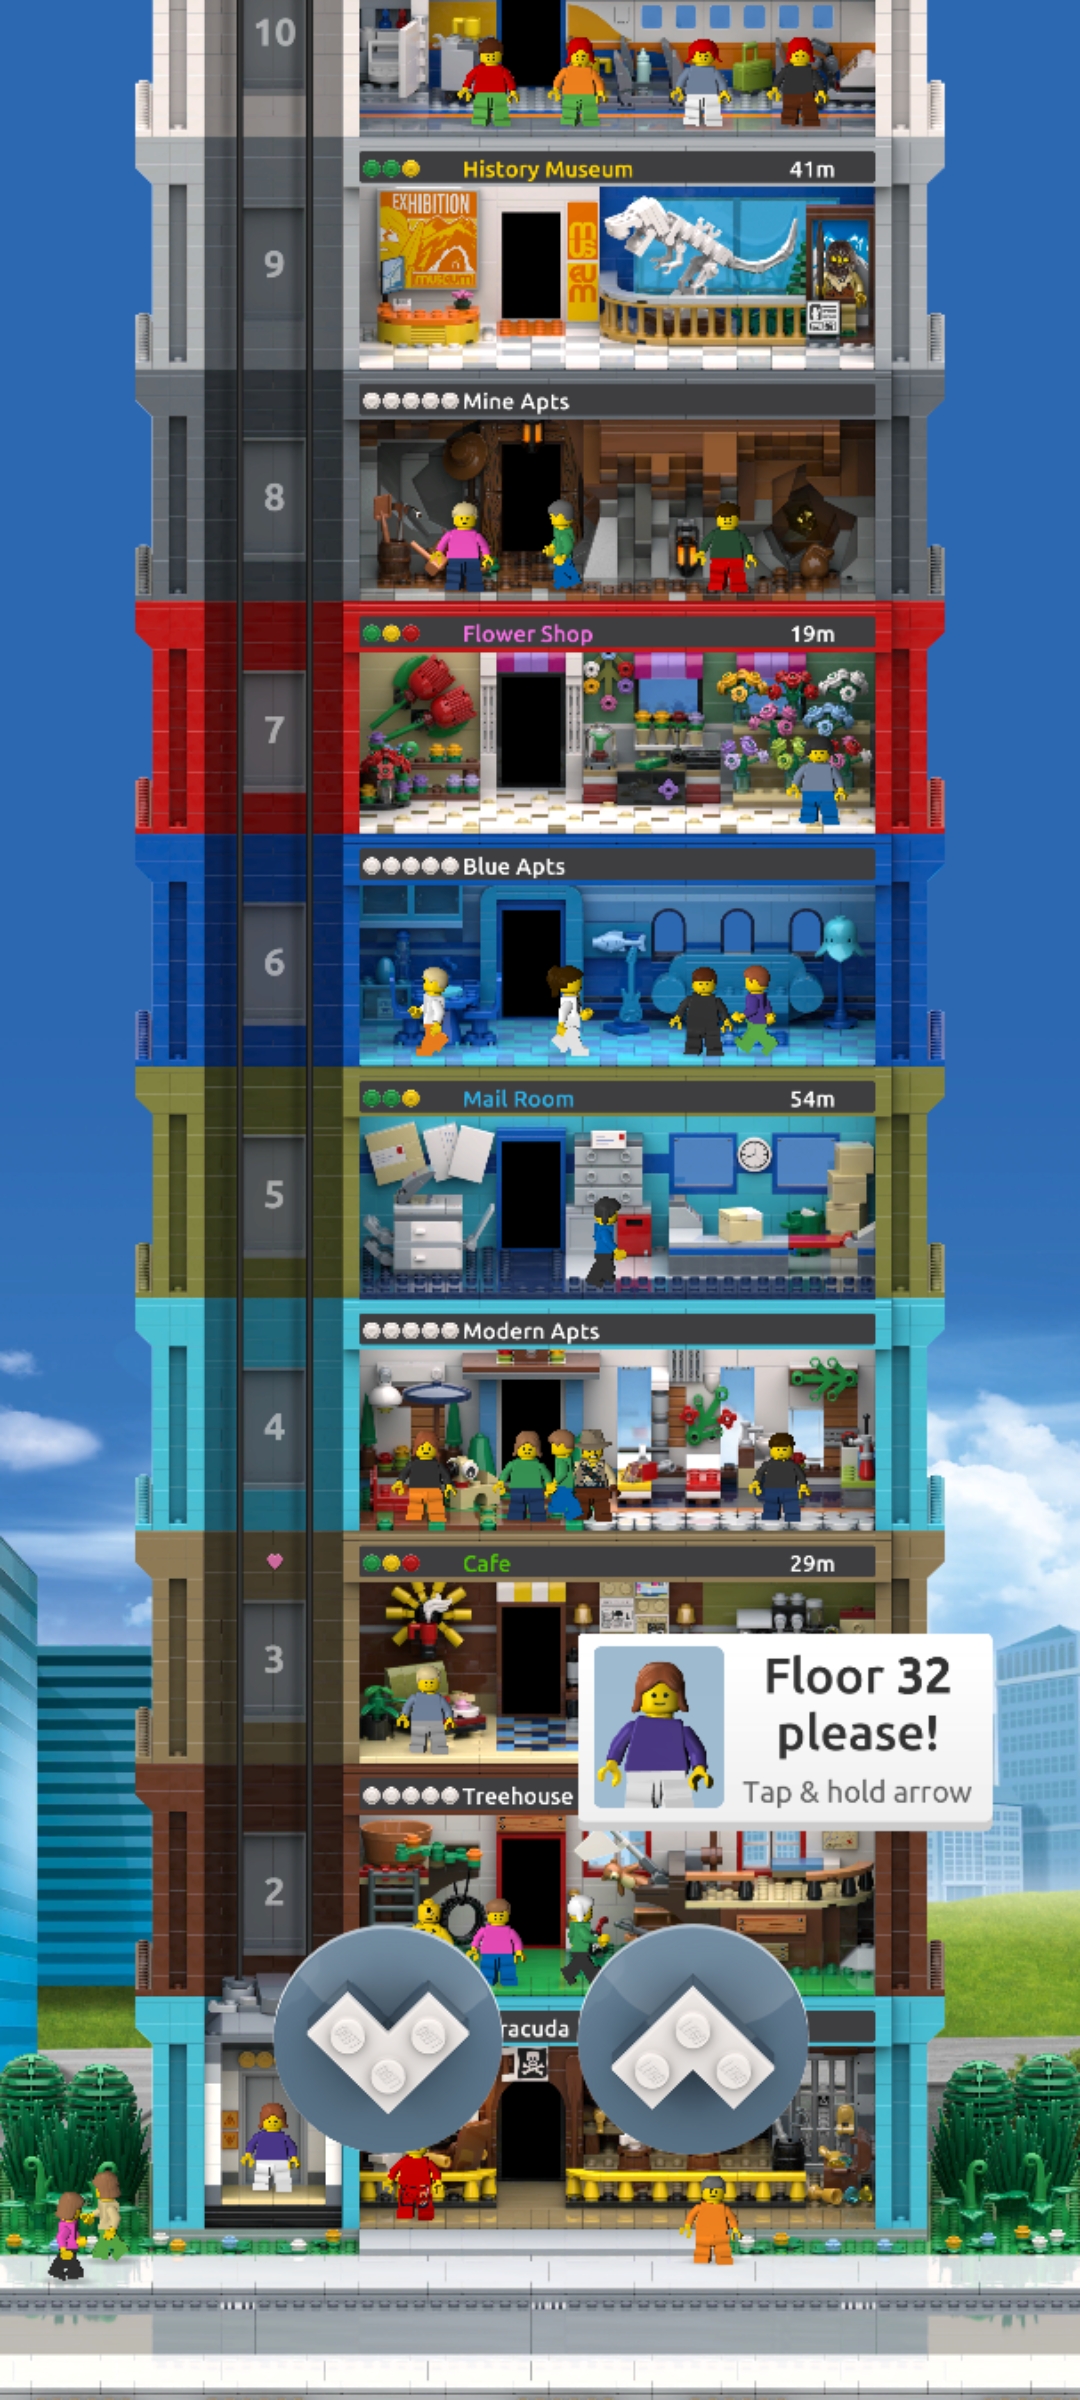 10
History Museum 41m
EXHIBITION
museum
museum
9
Mine Apts
8
Flower Shop 19m
7
Blue Apts
6
Mail Room 54m
5
Modern Apts
4
Cafe 29m
3
Floor 32
please!
Tap & hold arrow
Treehouse
2
racuda